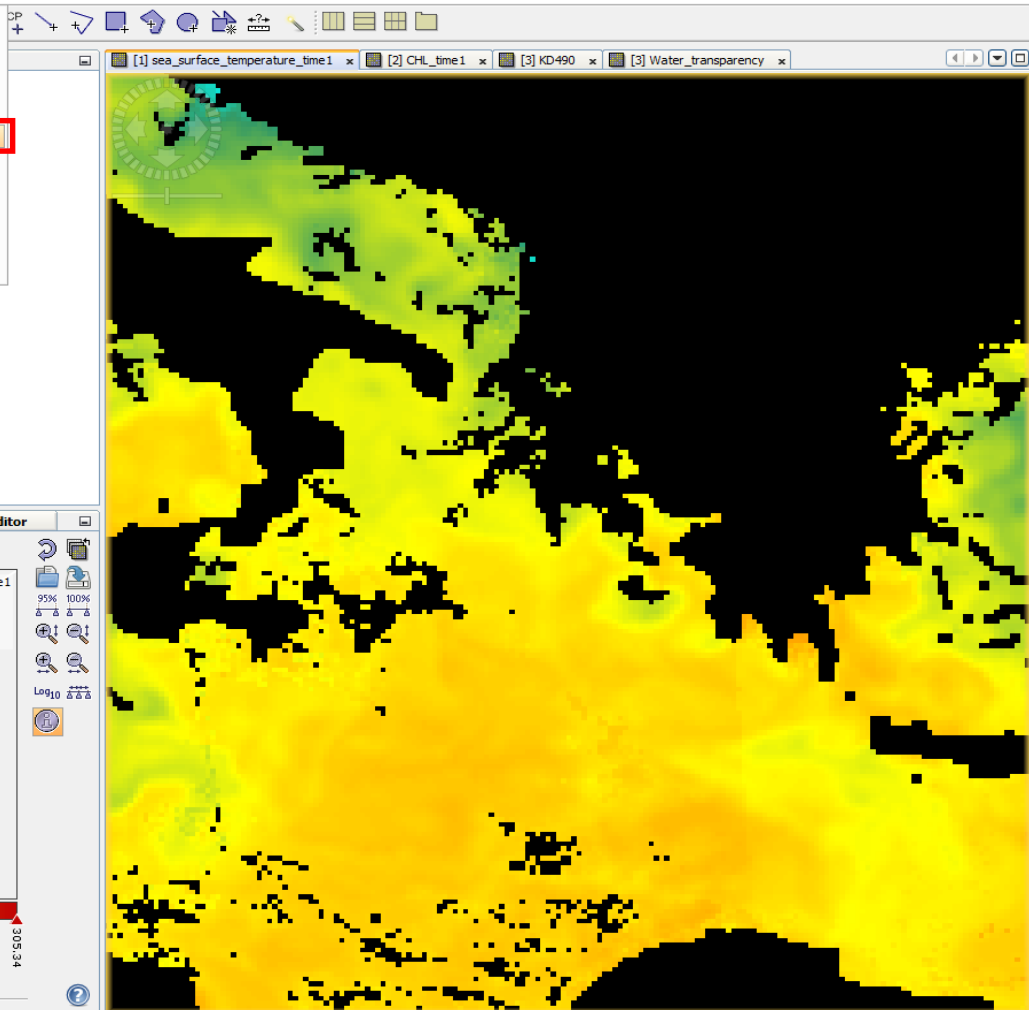 CP
[1] sea_surface_temperature_time1
[2] CHL_time1
[3] KD490
[3] Water_transparency
ditor
e1
95%
100%
Log10
305.34